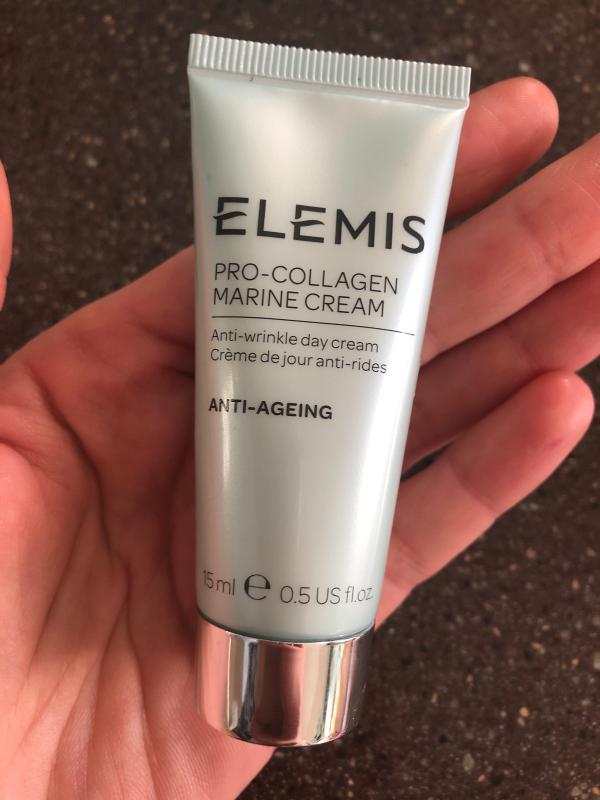 ELEMIS
PRO-COLLAGEN
MARINE CREAM
Anti-wrinkle day cream
Crème de jour anti-rides
ANTI-AGEING
15 ml ℮ 0.5 US fl.oz.